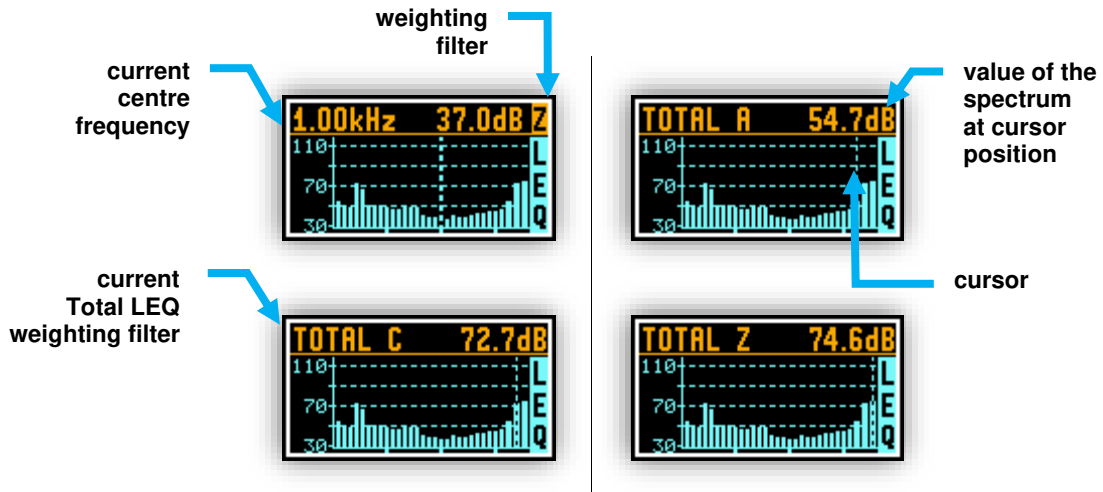 weighting
filter
current
centre
frequency
1.00kHz 37.0dB Z
110
70
30
L
E
Q
TOTAL A 54.7dB
110
70
30
L
E
Q
value of the
spectrum
at cursor
position
cursor
current
Total LEQ
weighting filter
TOTAL C 72.7dB
110
70
30
L
E
Q
TOTAL Z 74.6dB
110
70
30
L
E
Q